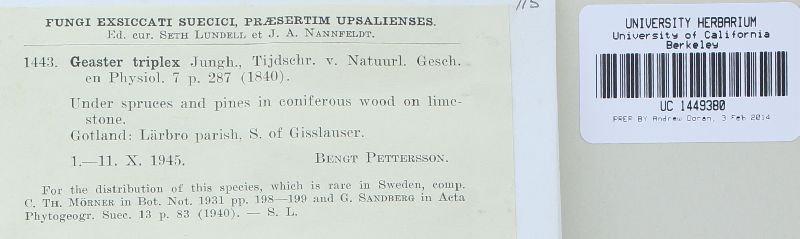 FUNGI EXSICCATI SUECICI, PRÆSERTIM UPSALIENSES.
Ed. cur. SETH LUNDELL et J. A. NANNFELDT.
1443. Geaster triplex Jungh., Tijdschr. v. Natuurl. Gesch.
en Physiol. 7 p. 287 (1840).
Under spruces and pines in coniferous wood on lime-
stone.
Gotland: Lärbro parish, S. of Gisslauser.
1.—11. X. 1945. BENGT PETTERSSON.
For the distribution of this species, which is rare in Sweden, comp.
C. TH. MÖRNER in Bot. Not. 1931 pp. 198—199 and G. SANDBERG in Acta
Phytogeogr. Suec. 13 p. 83 (1940). — S. L.
115
UNIVERSITY HERBARIUM
University of California
Berkeley
UC 1449380
PREP BY Andrew Doran, 3 Feb 2014